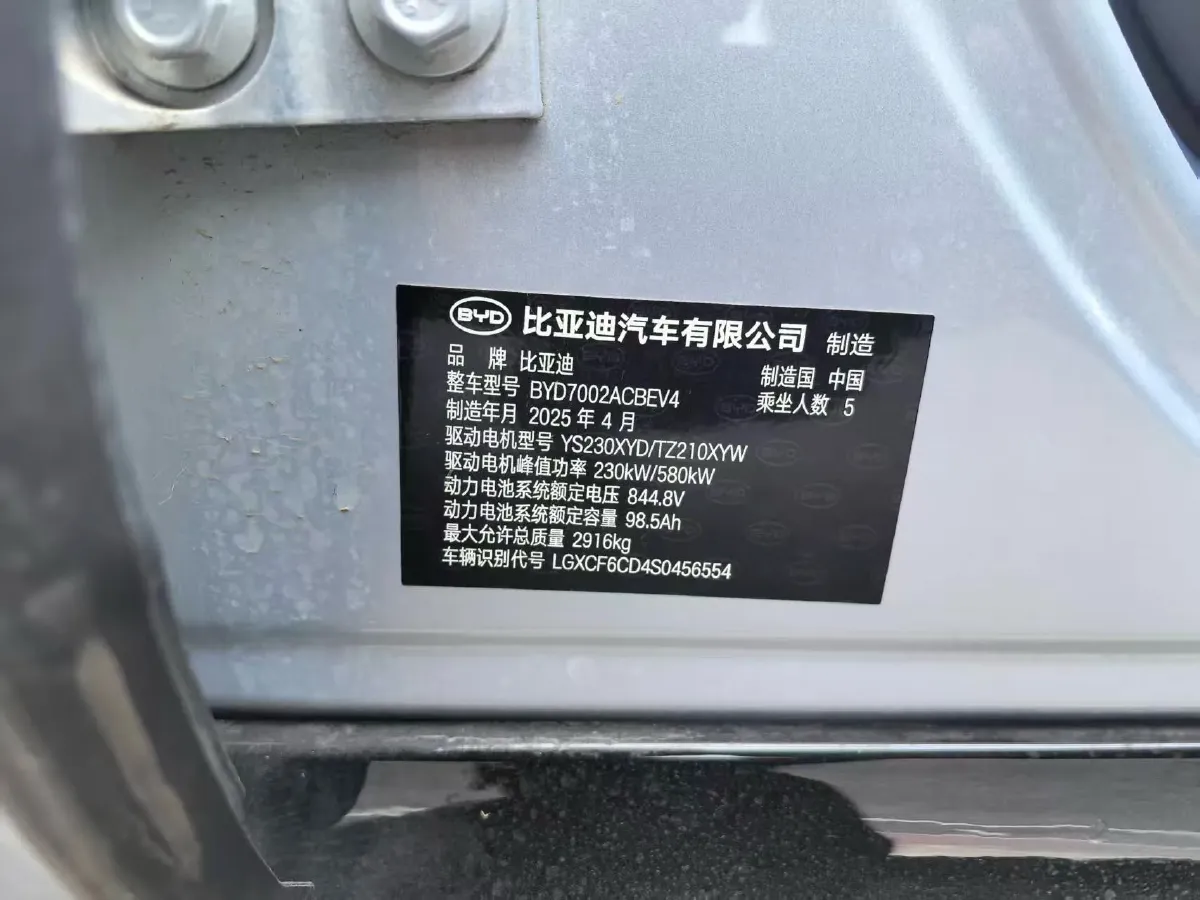 BYD 比亚迪汽车有限公司 制造
品 牌 比亚迪 制造国 中国
整车型号 BYD7002ACBEV4 乘坐人数 5
制造年月 2025 年 4 月
驱动电机型号 YS230XYD/TZ210XYW
驱动电机峰值功率 230kW/580kW
动力电池系统额定电压 844.8V
动力电池系统额定容量 98.5Ah
最大允许总质量 2916kg
车辆识别代号 LGXCF6CD4S0456554